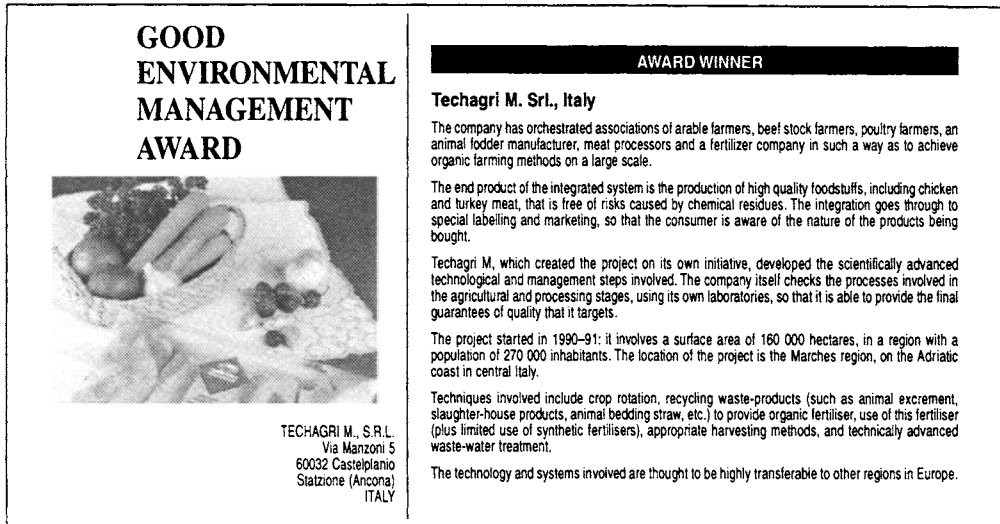 GOOD
ENVIRONMENTAL
MANAGEMENT
AWARD
TECHAGRI M., S.R.L.
Via Manzoni 5
60032 Castelplanio
Statzione (Ancona)
ITALY
AWARD WINNER
Techagri M. Srl., Italy
The company has orchestrated associations of arable farmers, beef stock farmers, poultry farmers, an
animal fodder manufacturer, meat processors and a fertilizer company in such a way as to achieve
organic farming methods on a large scale.
The end product of the integrated system is the production of high quality foodstuffs, including chicken
and turkey meat, that is free of risks caused by chemical residues. The integration goes through to
special labelling and marketing, so that the consumer is aware of the nature of the products being
bought.
Techagri M, which created the project on its own initiative, developed the scientifically advanced
technological and management steps involved. The company itself checks the processes involved in
the agricultural and processing stages, using its own laboratories, so that it is able to provide the final
guarantees of quality that it targets.
The project started in 1990–91: it involves a surface area of 160 000 hectares, in a region with a
population of 270 000 inhabitants. The location of the project is the Marches region, on the Adriatic
coast in central Italy.
Techniques involved include crop rotation, recycling waste-products (such as animal excrement,
slaughter-house products, animal bedding straw, etc.) to provide organic fertiliser, use of this fertiliser
(plus limited use of synthetic fertilisers), appropriate harvesting methods, and technically advanced
waste-water treatment.
The technology and systems involved are thought to be highly transferable to other regions in Europe.